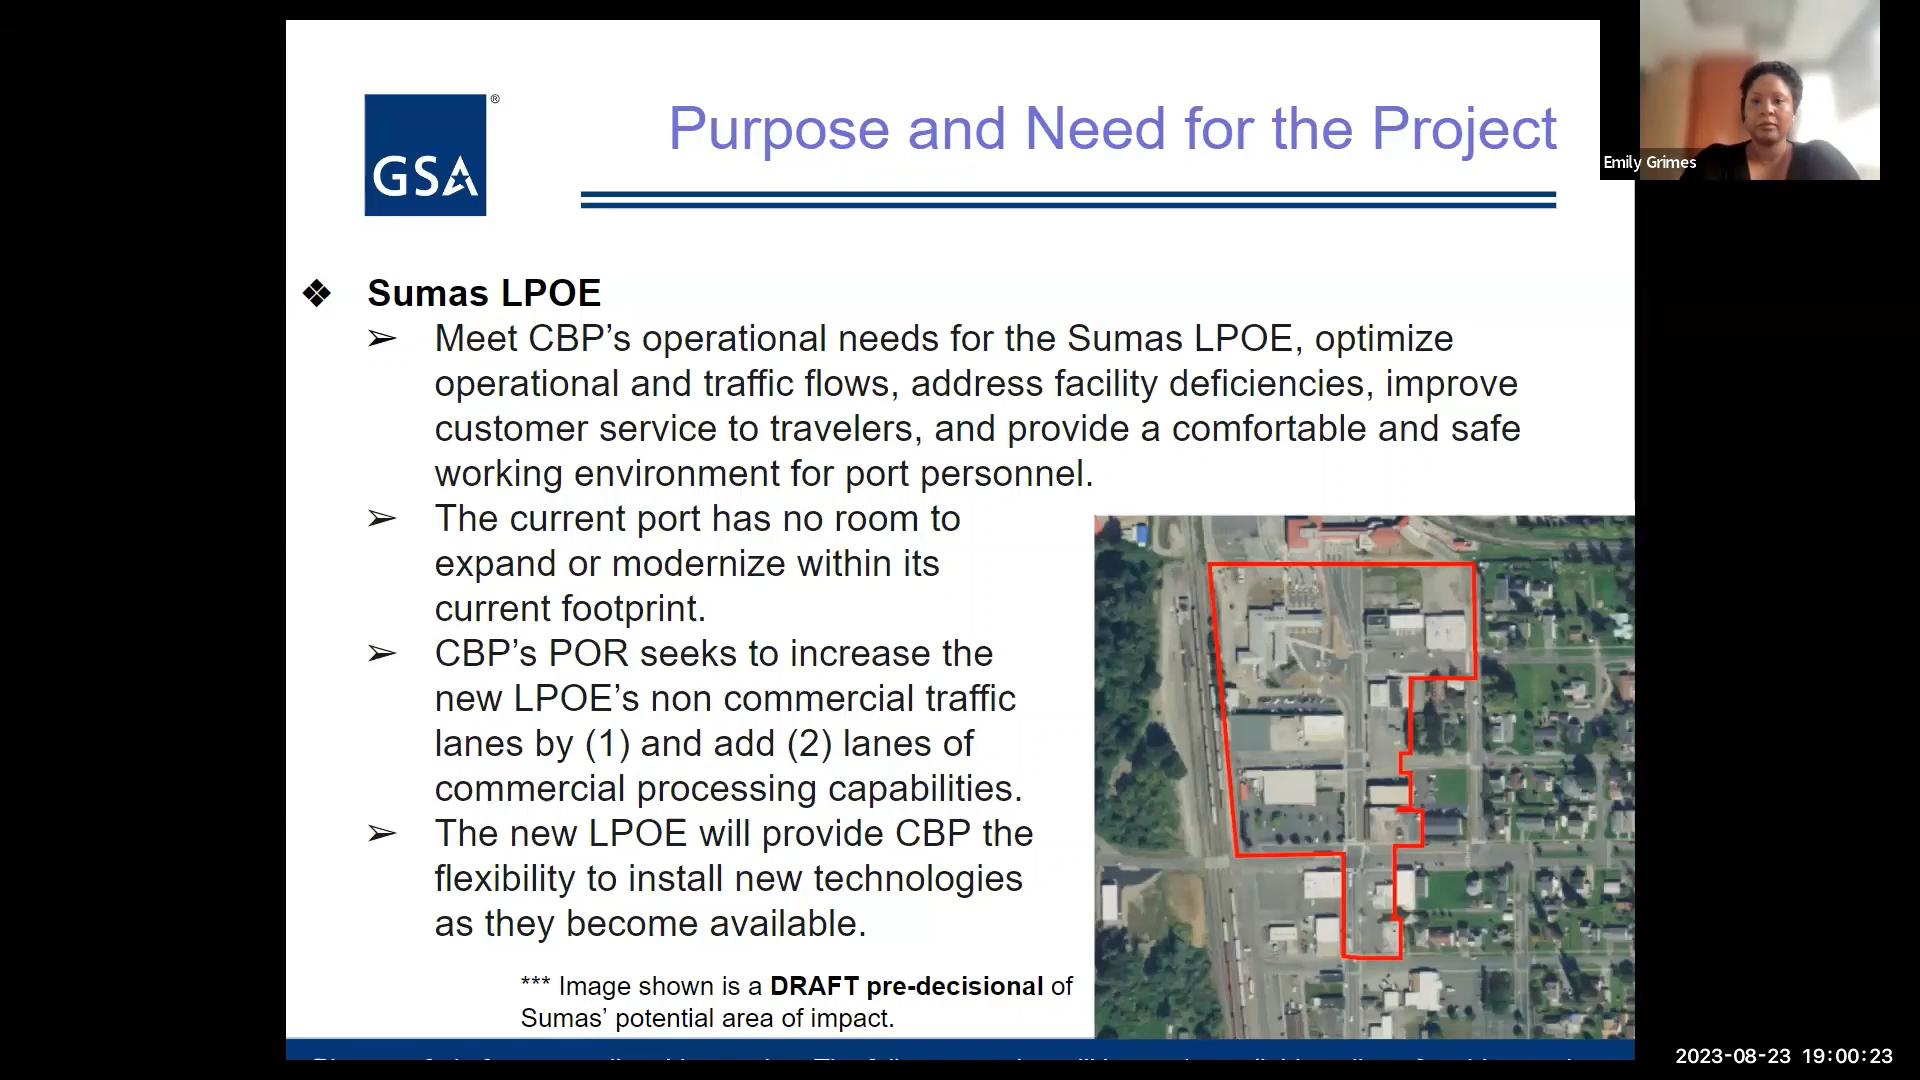 GSA ®
Purpose and Need for the Project
Emily Grimes
❖ Sumas LPOE
➢ Meet CBP’s operational needs for the Sumas LPOE, optimize
operational and traffic flows, address facility deficiencies, improve
customer service to travelers, and provide a comfortable and safe
working environment for port personnel.
➢ The current port has no room to
expand or modernize within its
current footprint.
➢ CBP’s POR seeks to increase the
new LPOE’s non commercial traffic
lanes by (1) and add (2) lanes of
commercial processing capabilities.
➢ The new LPOE will provide CBP the
flexibility to install new technologies
as they become available.
*** Image shown is a DRAFT pre-decisional of
Sumas’ potential area of impact.
2023-08-23 19:00:23